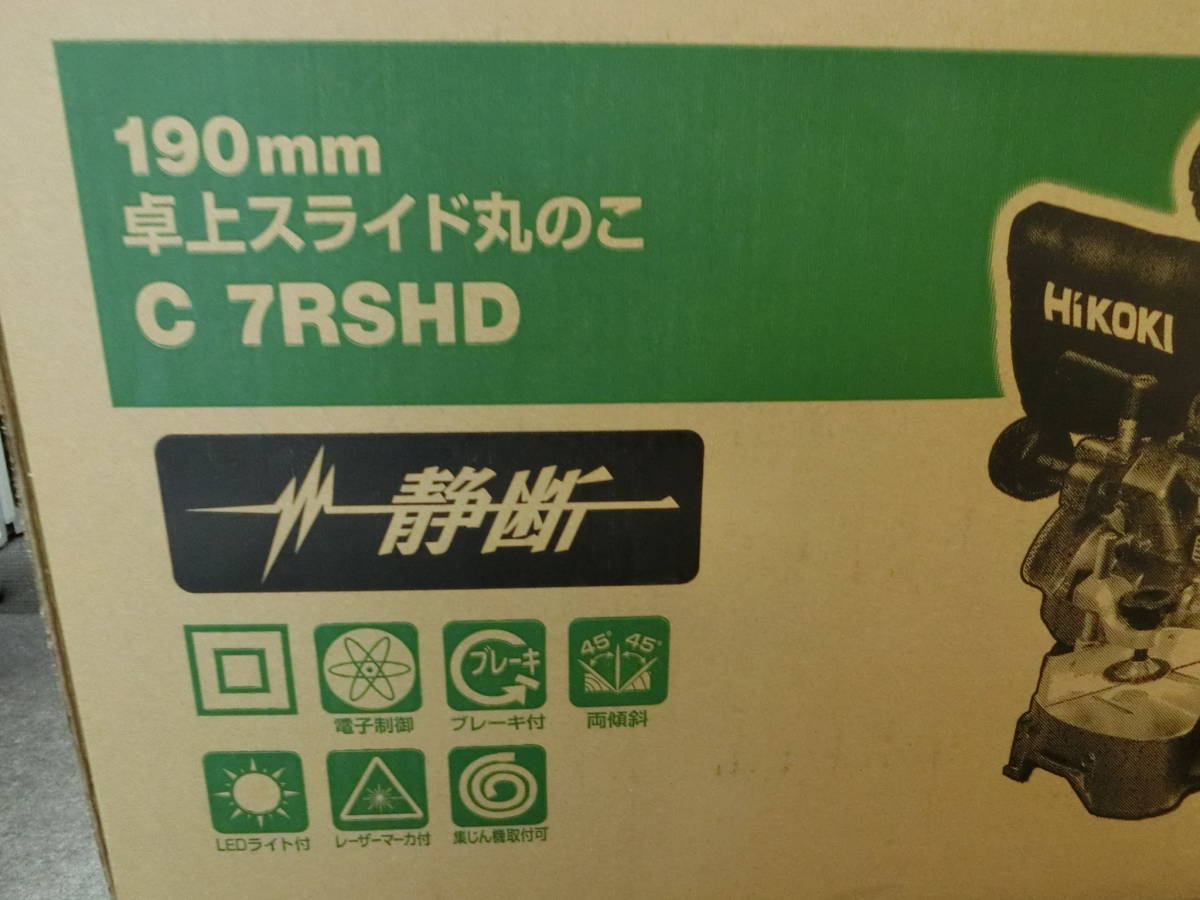 190mm
卓上スライド丸のこ
C 7RSHD
HiKOKI
静断
ブレーキ
45° 45°
電子制御
ブレーキ付
両傾斜
LEDライト付
レーザーマーカ付
集じん機取付可